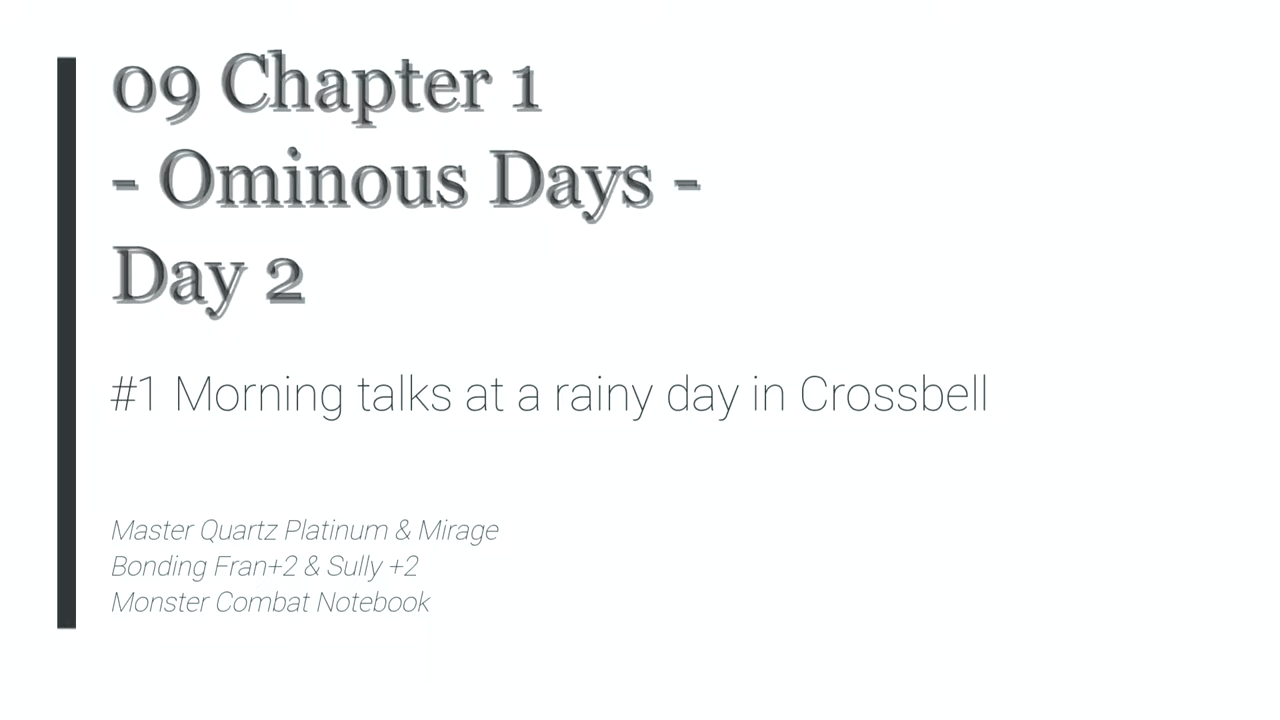 09 Chapter 1
- Ominous Days -
Day 2
#1 Morning talks at a rainy day in Crossbell
Master Quartz Platinum & Mirage
Bonding Fran+2 & Sully +2
Monster Combat Notebook